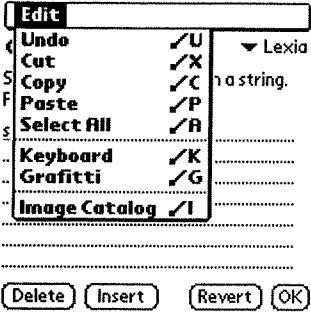 Edit
Undo /U
Cut /X
Lexia
Copy /C
a string.
Paste /P
F
Select All /A
s
Keyboard /K
Grafitti /G
Image Catalog /I
Delete Insert Revert OK